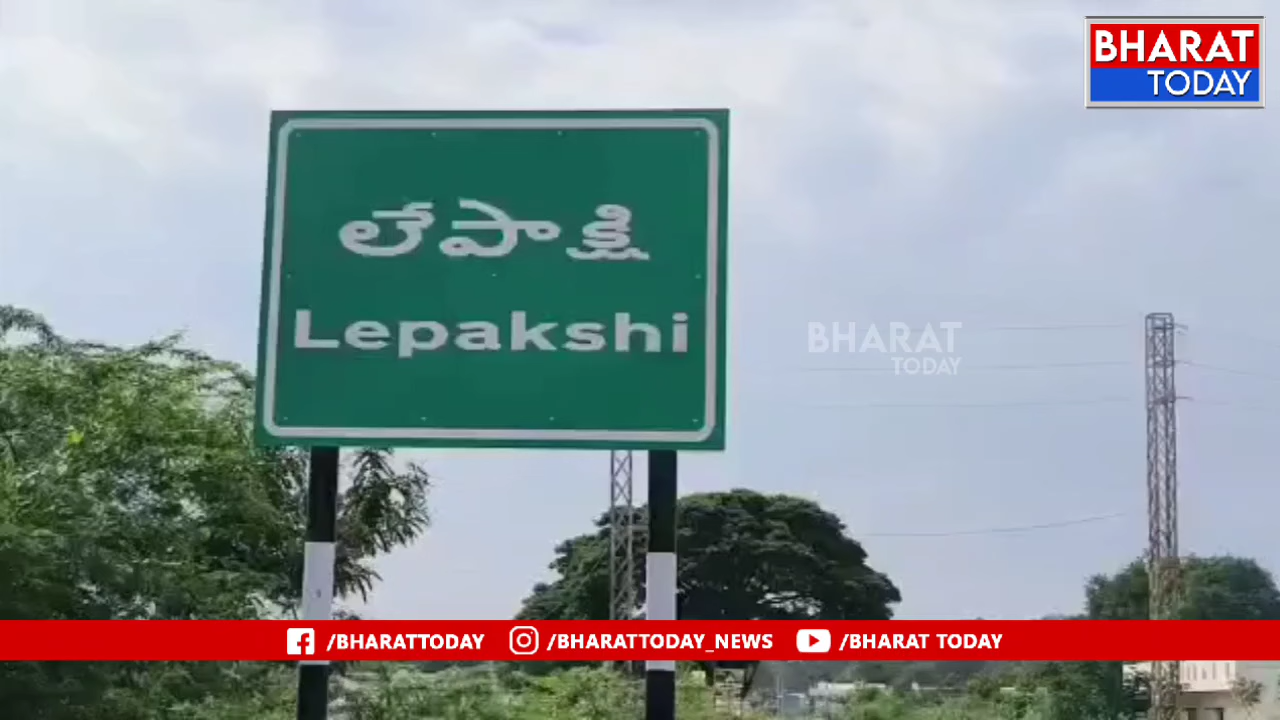 BHARAT
TODAY
లేపాక్షి
Lepakshi
BHARAT
TODAY
/BHARATTODAY /BHARATTODAY_NEWS /BHARAT TODAY